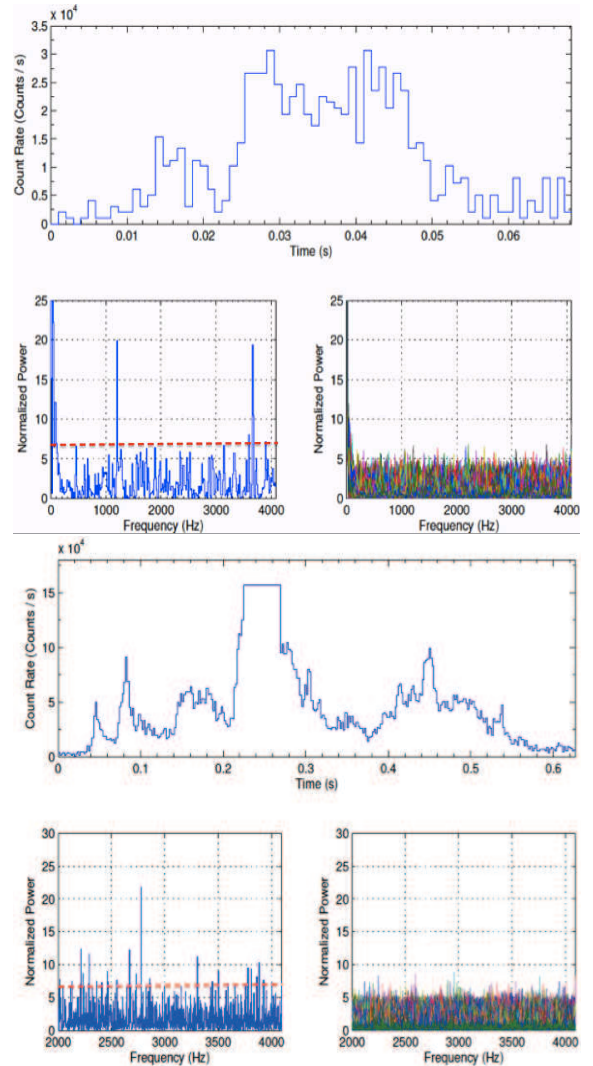 x 10⁴
3.5
3
2.5
2
1.5
1
0.5
0
Count Rate (Counts / s)
0 0.01 0.02 0.03 0.04 0.05 0.06
Time (s)
25
20
15
10
5
0
Normalized Power
0 1000 2000 3000 4000
Frequency (Hz)
25
20
15
10
5
0
Normalized Power
0 1000 2000 3000 4000
Frequency (Hz)
x 10⁴
15
10
5
0
Count Rate (Counts / s)
0 0.1 0.2 0.3 0.4 0.5 0.6
Time (s)
30
25
20
15
10
5
0
Normalized Power
2000 2500 3000 3500 4000
Frequency (Hz)
30
25
20
15
10
5
0
Normalized Power
2000 2500 3000 3500 4000
Frequency (Hz)